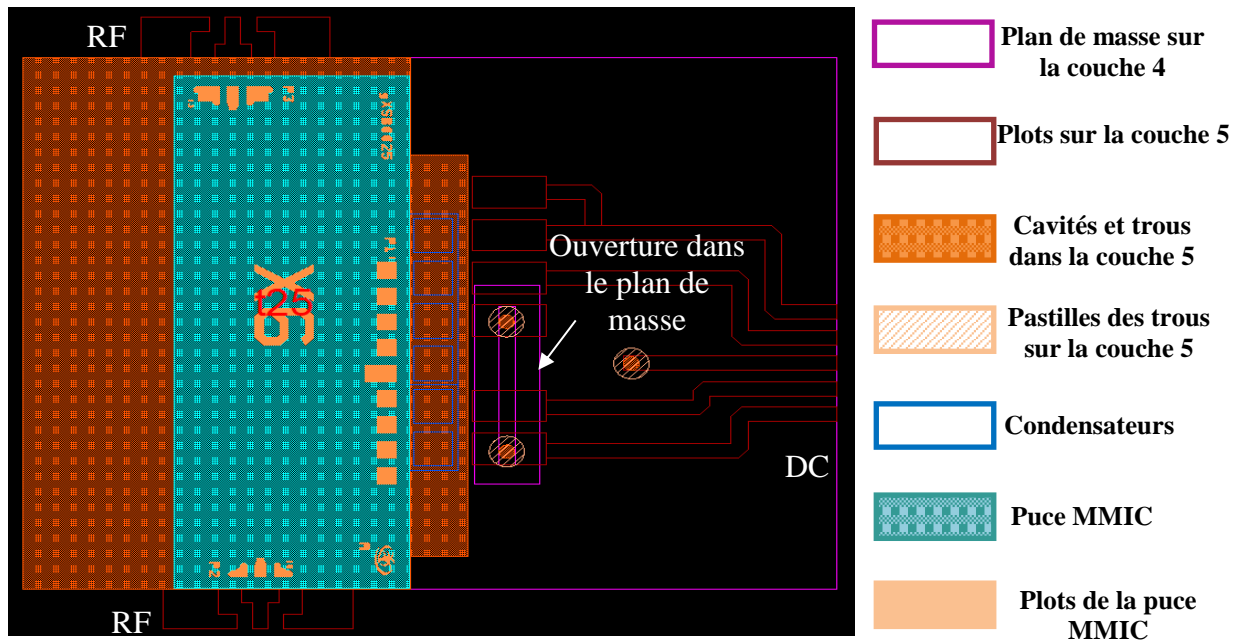 RF
Ouverture dans
le plan de
masse
t25
DC
RF
Plan de masse sur
la couche 4
Plots sur la couche 5
Cavités et trous
dans la couche 5
Pastilles des trous
sur la couche 5
Condensateurs
Puce MMIC
Plots de la puce
MMIC